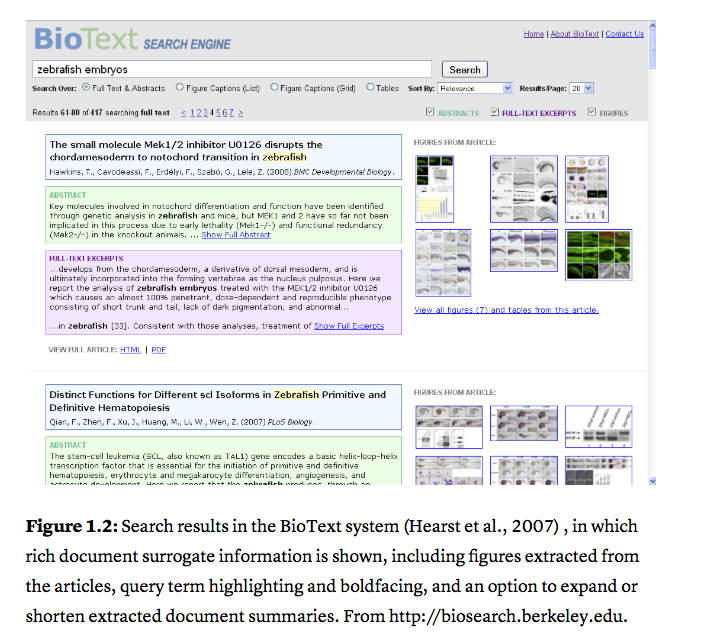 BioText SEARCH ENGINE
Home | About BioText | Contact Us
zebrafish embryos
Search
Search Over: Full Text & Abstracts Figure Captions (List) Figure Captions (Grid) Tables Sort By: Relevance Results/Page: 20
Results 61-80 of 417 searching full text < 1 2 3 4 5 6 7 >
ABSTRACTS FULL-TEXT EXCERPTS FIGURES
The small molecule Mek1/2 inhibitor U0126 disrupts the
chordamesoderm to notochord transition in zebrafish
Hawkins, T., Cavodeassi, F., Erdélyi, F., Szabó, G., Lele, Z. (2008) BMC Developmental Biology.
ABSTRACT
Key molecules involved in notochord differentiation and function have been identified
through genetic analysis in zebrafish and mice, but MEK1 and 2 have so far not been
implicated in this process due to early lethality (Mek1-/-) and functional redundancy
(Mek2-/-) in the knockout animals. ... Show Full Abstract
FULL-TEXT EXCERPTS
...develops from the chordamesoderm, a derivative of dorsal mesoderm, and is
ultimately incorporated into the forming vertebrae as the nucleus pulposus. Here we
report the analysis of zebrafish embryos treated with the MEK1/2 inhibitor U0126
which causes an almost 100% penetrant, dose-dependent and reproducible phenotype
consisting of short trunk and tail, lack of dark pigmentation, and abnormal...
...in zebrafish [33]. Consistent with those analyses, treatment of Show Full Excerpts
VIEW FULL ARTICLE: HTML | PDF
FIGURES FROM ARTICLE:
View all figures (7) and tables from this article.
Distinct Functions for Different scl Isoforms in Zebrafish Primitive and
Definitive Hematopoiesis
Qian, F., Zhen, F., Xu, J., Huang, M., Li, W., Wen, Z. (2007) PLoS Biology.
ABSTRACT
The stem-cell leukemia (SCL, also known as TAL1) gene encodes a basic helix-loop-helix
transcription factor that is essential for the initiation of primitive and definitive
hematopoiesis, erythrocyte and megakarocyte differentiation, angiogenesis, and
astrocyte development. Here we report that the zebrafish produces, through an
FIGURES FROM ARTICLE:
Figure 1.2: Search results in the BioText system (Hearst et al., 2007) , in which
rich document surrogate information is shown, including figures extracted from
the articles, query term highlighting and boldfacing, and an option to expand or
shorten extracted document summaries. From http://biosearch.berkeley.edu.